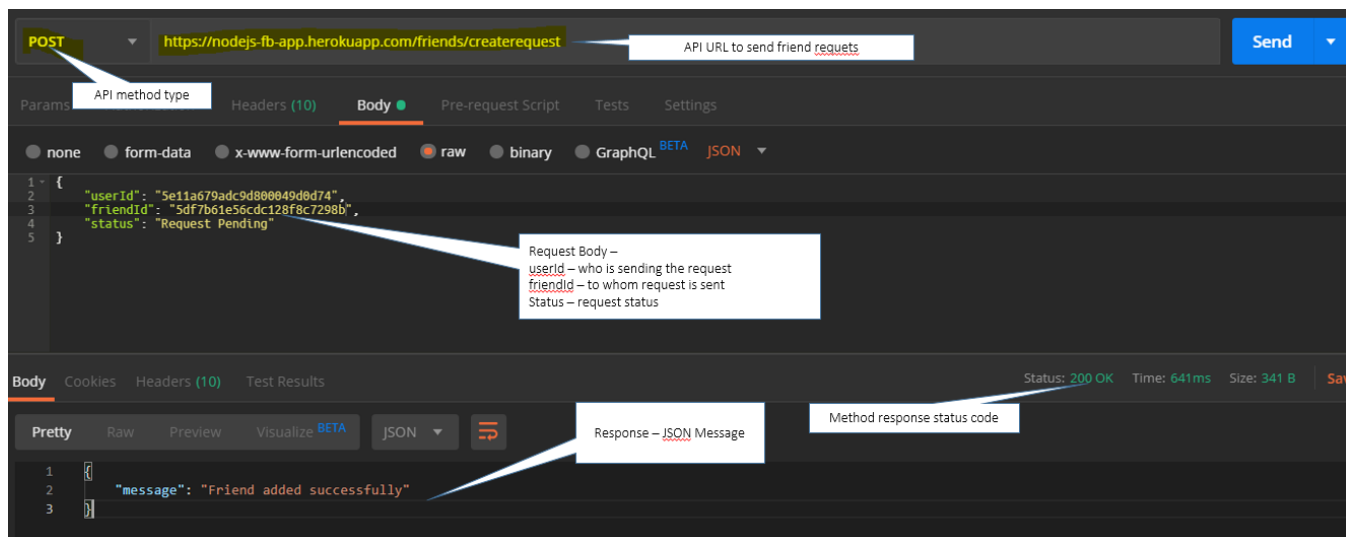 POST
https://nodejs-fb-app.herokuapp.com/friends/createrequest
API URL to send friend requets
Send
API method type
Params
Headers (10)
Body
Pre-request Script
Tests
Settings
none
form-data
x-www-form-urlencoded
raw
binary
GraphQL BETA
JSON
1 {
2 "userId": "5e11a679adc9d800049d0d74",
3 "friendId": "5df7b61e56cdc128f8c7298b",
4 "status": "Request Pending"
5 }
Request Body –
userId – who is sending the request
friendId – to whom request is sent
Status – request status
Body
Cookies
Headers (10)
Test Results
Status: 200 OK
Time: 641ms
Size: 341 B
Sav
Method response status code
Pretty
Raw
Preview
Visualize BETA
JSON
Response – JSON Message
1 {
2 "message": "Friend added successfully"
3 }